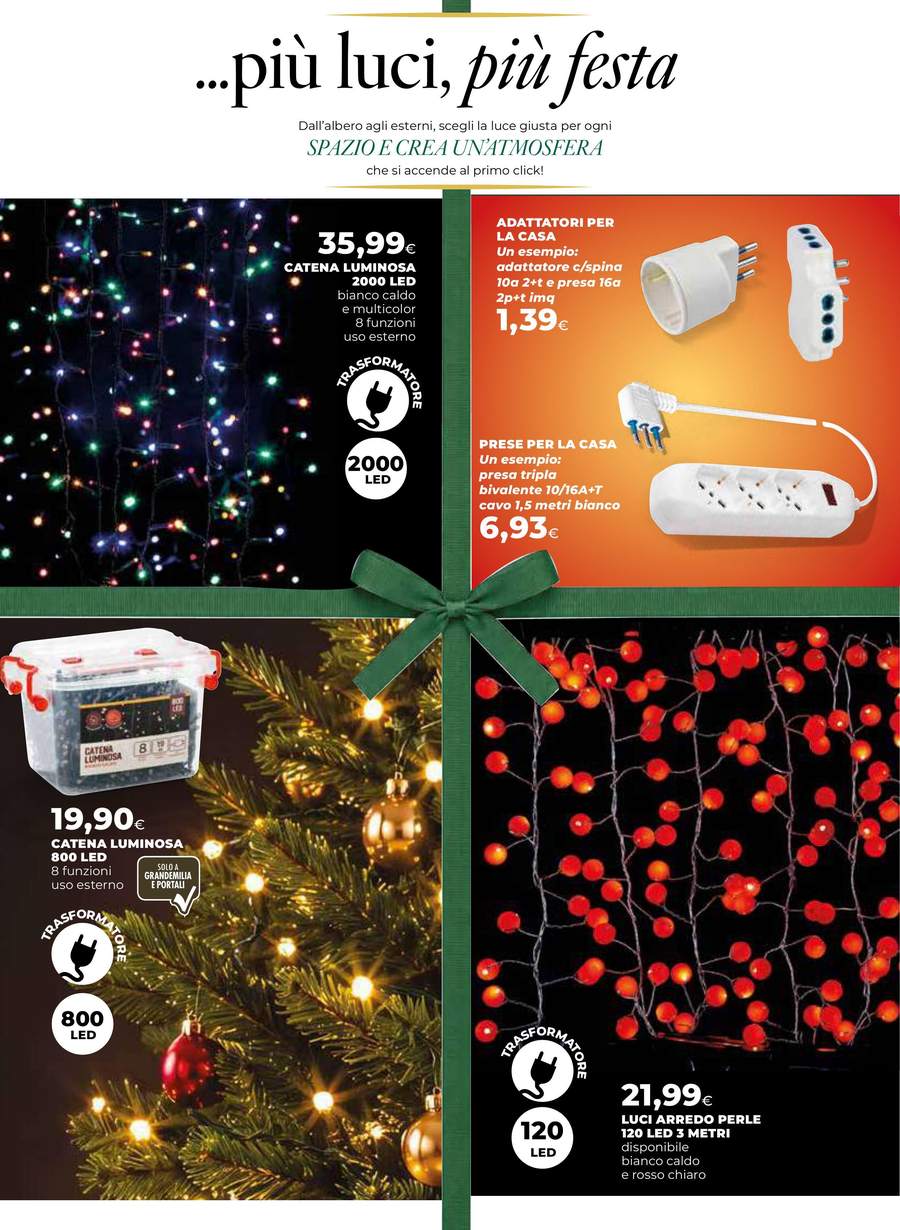 ...più luci, più festa
Dall'albero agli esterni, scegli la luce giusta per ogni
SPAZIO E CREA UN'ATMOSFERA
che si accende al primo click!
35,99€
CATENA LUMINOSA
2000 LED
bianco caldo
e multicolor
8 funzioni
uso esterno
TRASFORMATORE
2000
LED
ADATTATORI PER
LA CASA
Un esempio:
adattatore c/spina
10a 2+t e presa 16a
2p+t imq
1,39€
PRESE PER LA CASA
Un esempio:
presa tripla
bivalente 10/16A+T
cavo 1,5 metri bianco
6,93€
800
LED
CATENA
LUMINOSA
8
19
19,90€
CATENA LUMINOSA
800 LED
8 funzioni
uso esterno
SOLO A
GRANDEMILIA
E PORTALI
TRASFORMATORE
800
LED
TRASFORMATORE
120
LED
21,99€
LUCI ARREDO PERLE
120 LED 3 METRI
disponibile
bianco caldo
e rosso chiaro